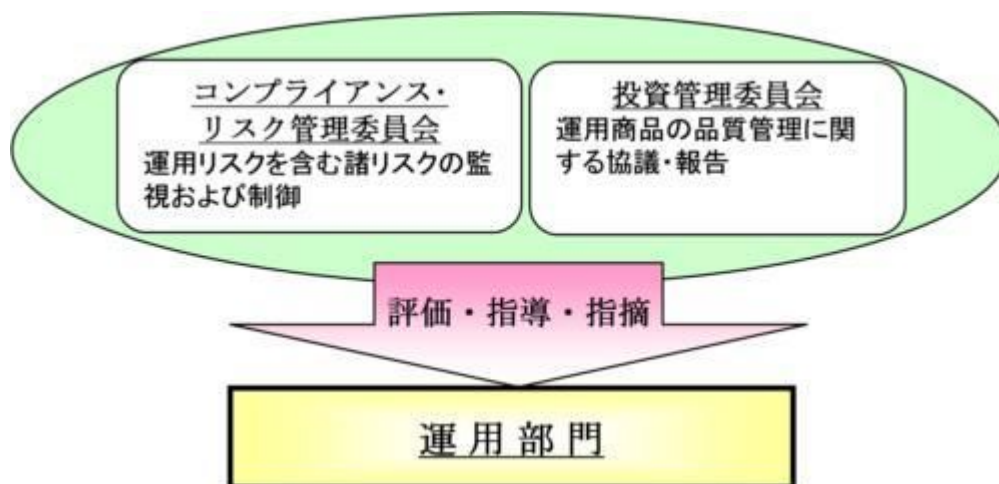 コンプライアンス・
リスク管理委員会
運用リスクを含む諸リスクの監
視および制御
投資管理委員会
運用商品の品質管理に関
する協議・報告
評価・指導・指摘
運用部門